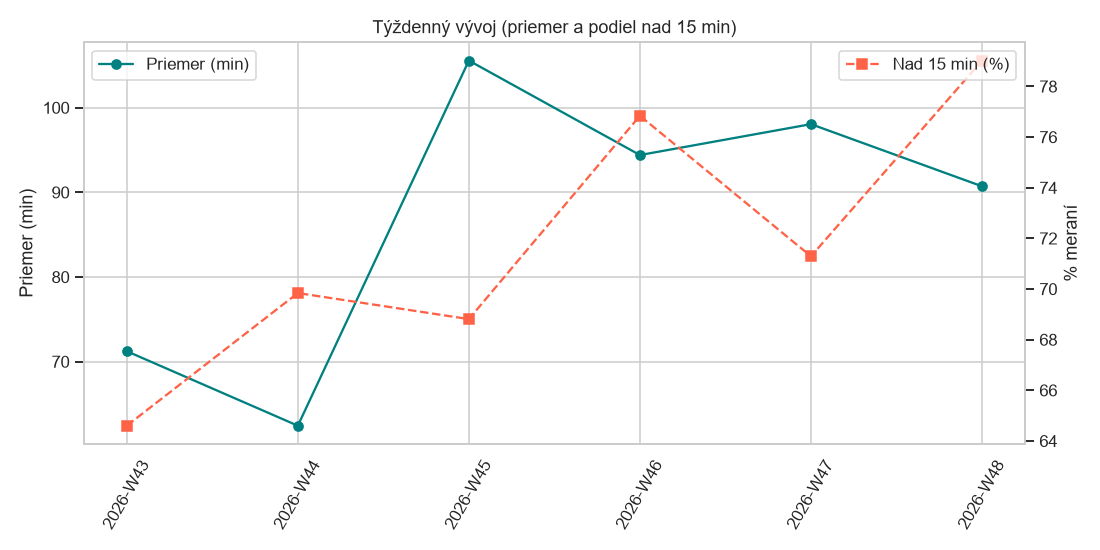 Týždenný vývoj (priemer a podiel nad 15 min)
Priemer (min)
Nad 15 min (%)
Priemer (min)
100
90
80
70
% meraní
78
76
74
72
70
68
66
64
2026-W43
2026-W44
2026-W45
2026-W46
2026-W47
2026-W48